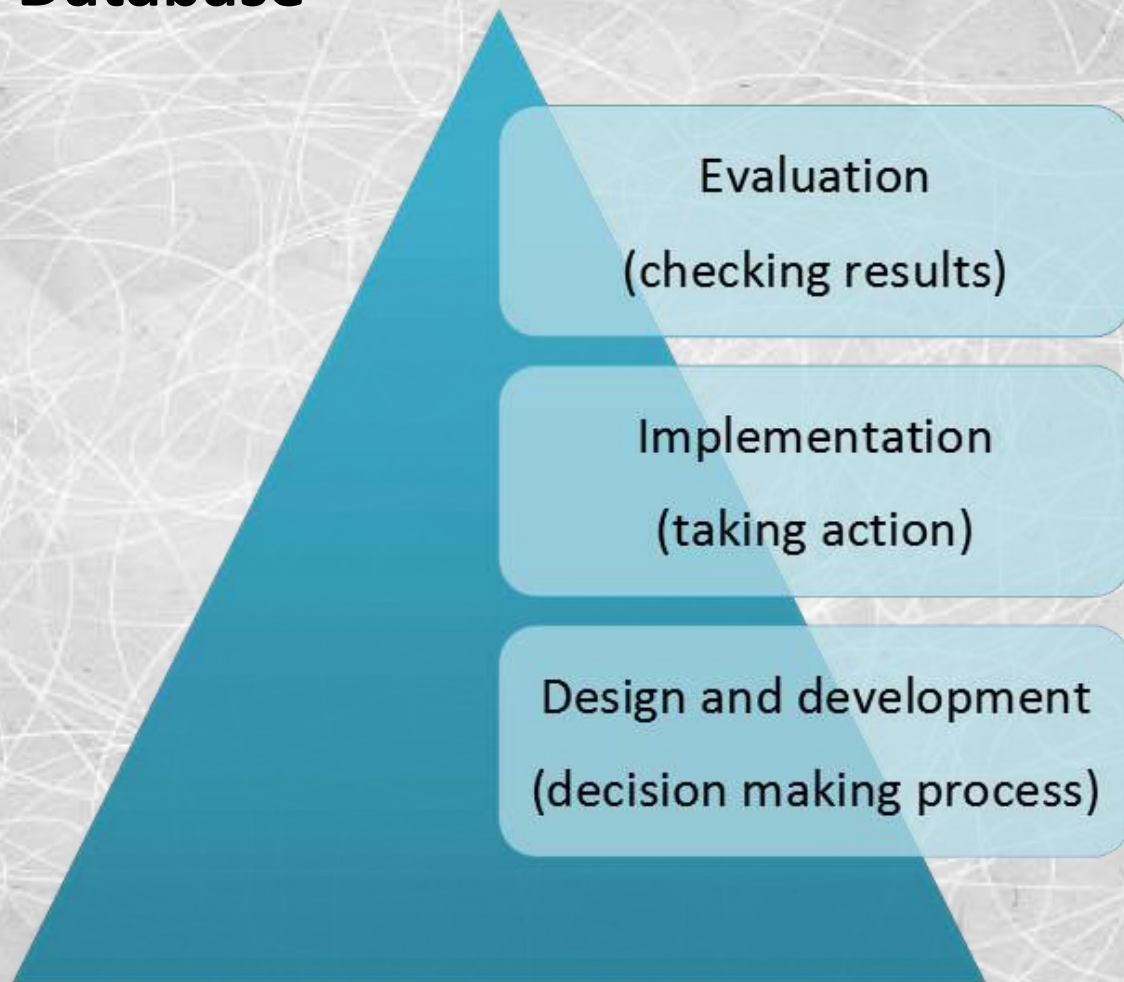 Database
Evaluation
(checking results)
Implementation
(taking action)
Design and development
(decision making process)